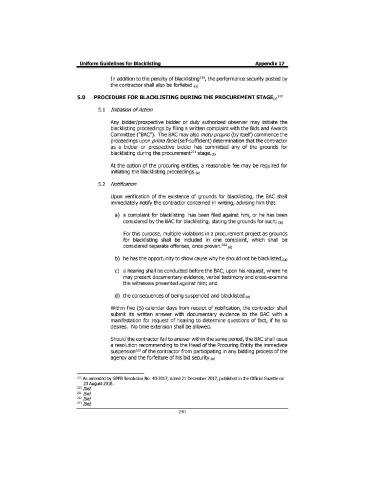 Uniform Guidelines for Blacklisting Appendix 17
In addition to the penalty of blacklisting, the performance security posted by
the contractor shall also be forfeited.
5.0 PROCEDURE FOR BLACKLISTING DURING THE PROCUREMENT STAGE
5.1 Initiation of Action
Any bidder/prospective bidder or duly authorized observer may initiate the
blacklisting proceedings by filing a written complaint with the Bids and Awards
Committee ("BAC"). The BAC may also motu proprio (by itself) commence the
proceedings upon prima facie (self-sufficient) determination that the contractor
as a bidder or prospective bidder has committed any of the grounds for
blacklisting during the procurement stage.
At the option of the procuring entities, a reasonable fee may be required for
initiating the blacklisting proceedings.
5.2 Notification
Upon verification of the existence of grounds for blacklisting, the BAC shall
immediately notify the contractor concerned in writing, advising him that:
a) a complaint for blacklisting has been filed against him, or he has been
considered by the BAC for blacklisting, stating the grounds for such;
For this purpose, multiple violations in a procurement project as grounds
for blacklisting shall be included in one complaint, which shall be
considered separate offenses, once proven.
b) he has the opportunity to show cause why he should not be blacklisted
c) a hearing shall be conducted before the BAC, upon his request, where he
may present documentary evidence, verbal testimony and cross-examine
the witnesses presented against him; and
d) the consequences of being suspended and blacklisted.
Within five (5) calendar days from receipt of notification, the contractor shall
submit its written answer with documentary evidence to the BAC with a
manifestation for request of hearing to determine questions of fact, if he so
desires. No time extension shall be allowed.
Should the contractor fail to answer within the same period, the BAC shall issue
a resolution recommending to the Head of the Procuring Entity the immediate
suspension of the contractor from participating in any bidding process of the
agency and the forfeiture of his bid security.
As amended by GPPB Resolution No. 40-2017, dated 21 December 2017, published in the Official Gazette on
20 August 2018.
Ibid
Ibid
Ibid
Ibid